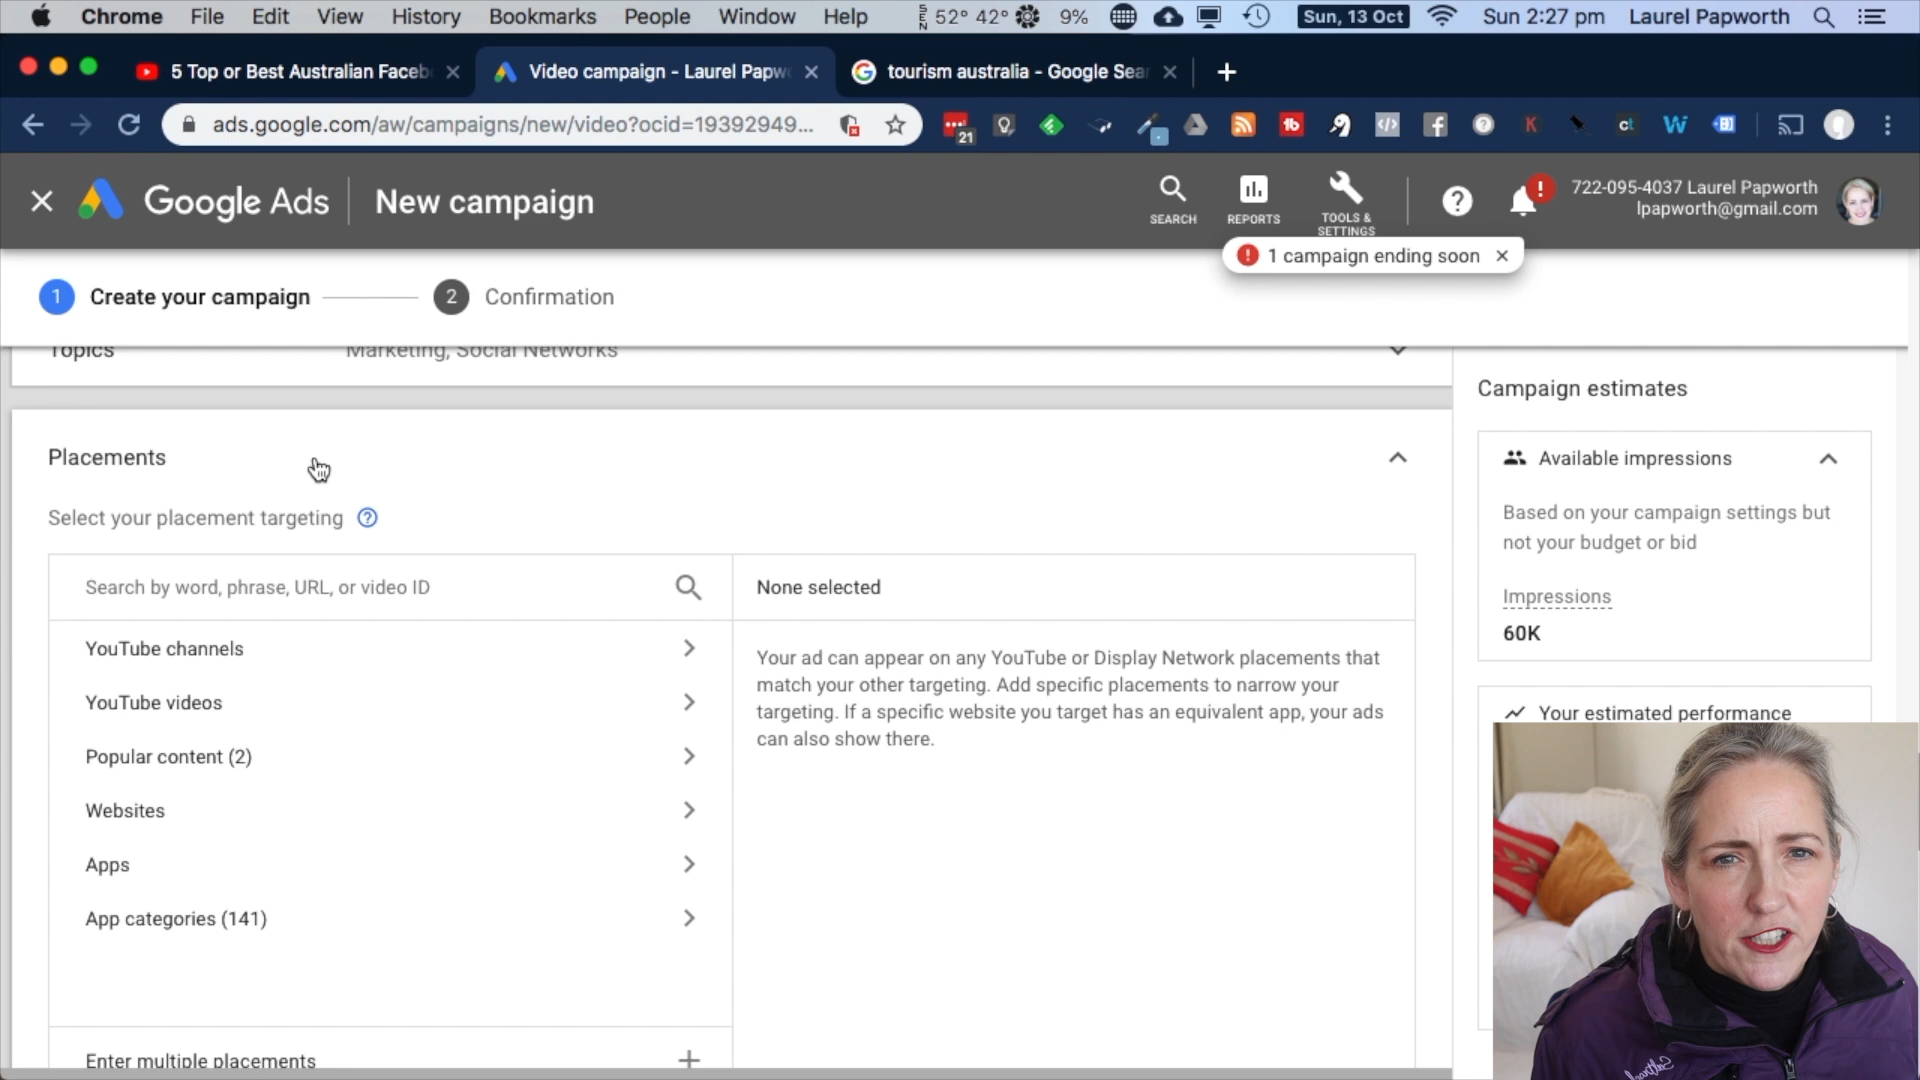 Chrome File Edit View History Bookmarks People Window Help 52° 42° 9% Sun, 13 Oct Sun 2:27 pm Laurel Papworth
5 Top or Best Australian Faceb
Video campaign - Laurel Papw
tourism australia - Google Sear
ads.google.com/aw/campaigns/new/video?ocid=19392949...
21
Google Ads New campaign
SEARCH
REPORTS
TOOLS &
SETTINGS
722-095-4037 Laurel Papworth
lpapworth@gmail.com
1 campaign ending soon
1 Create your campaign
2 Confirmation
Topics Marketing, Social Networks
Placements
Select your placement targeting
Search by word, phrase, URL, or video ID
YouTube channels
YouTube videos
Popular content (2)
Websites
Apps
App categories (141)
Enter multiple placements
None selected
Your ad can appear on any YouTube or Display Network placements that
match your other targeting. Add specific placements to narrow your
targeting. If a specific website you target has an equivalent app, your ads
can also show there.
Campaign estimates
Available impressions
Based on your campaign settings but
not your budget or bid
Impressions
60K
Your estimated performance